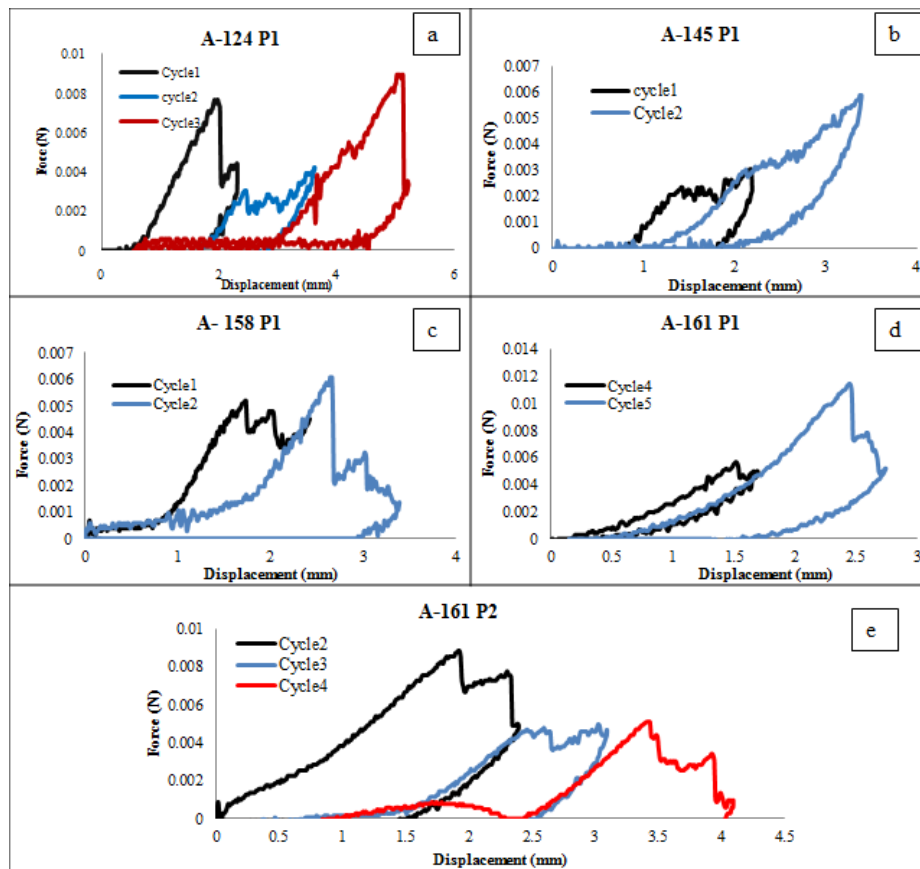 A-124 P1
a
0.01
0.008
0.006
0.004
0.002
0
Force (N)
Cycle1
cycle2
Cycle3
0 2 4 6
Displacement (mm)
A-145 P1
b
0.007
0.006
0.005
0.004
0.003
0.002
0.001
0
Force (N)
cycle1
Cycle2
0 1 2 3 4
Displacement (mm)
A- 158 P1
c
0.007
0.006
0.005
0.004
0.003
0.002
0.001
0
Force (N)
Cycle1
Cycle2
0 1 2 3 4
Displacement (mm)
A-161 P1
d
0.014
0.012
0.01
0.008
0.006
0.004
0.002
0
Force (N)
Cycle4
Cycle5
0 0.5 1 1.5 2 2.5 3
Displacement (mm)
A-161 P2
e
0.01
0.008
0.006
0.004
0.002
0
Force (N)
Cycle2
Cycle3
Cycle4
0 0.5 1 1.5 2 2.5 3 3.5 4 4.5
Displacement (mm)